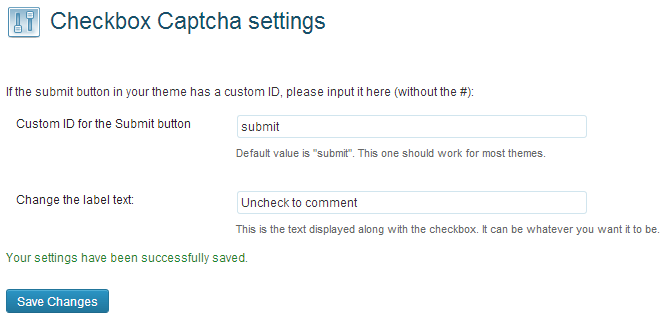 Checkbox Captcha settings
If the submit button in your theme has a custom ID, please input it here (without the #):
Custom ID for the Submit button
submit
Default value is "submit". This one should work for most themes.
Change the label text:
Uncheck to comment
This is the text displayed along with the checkbox. It can be whatever you want it to be.
Your settings have been successfully saved.
Save Changes